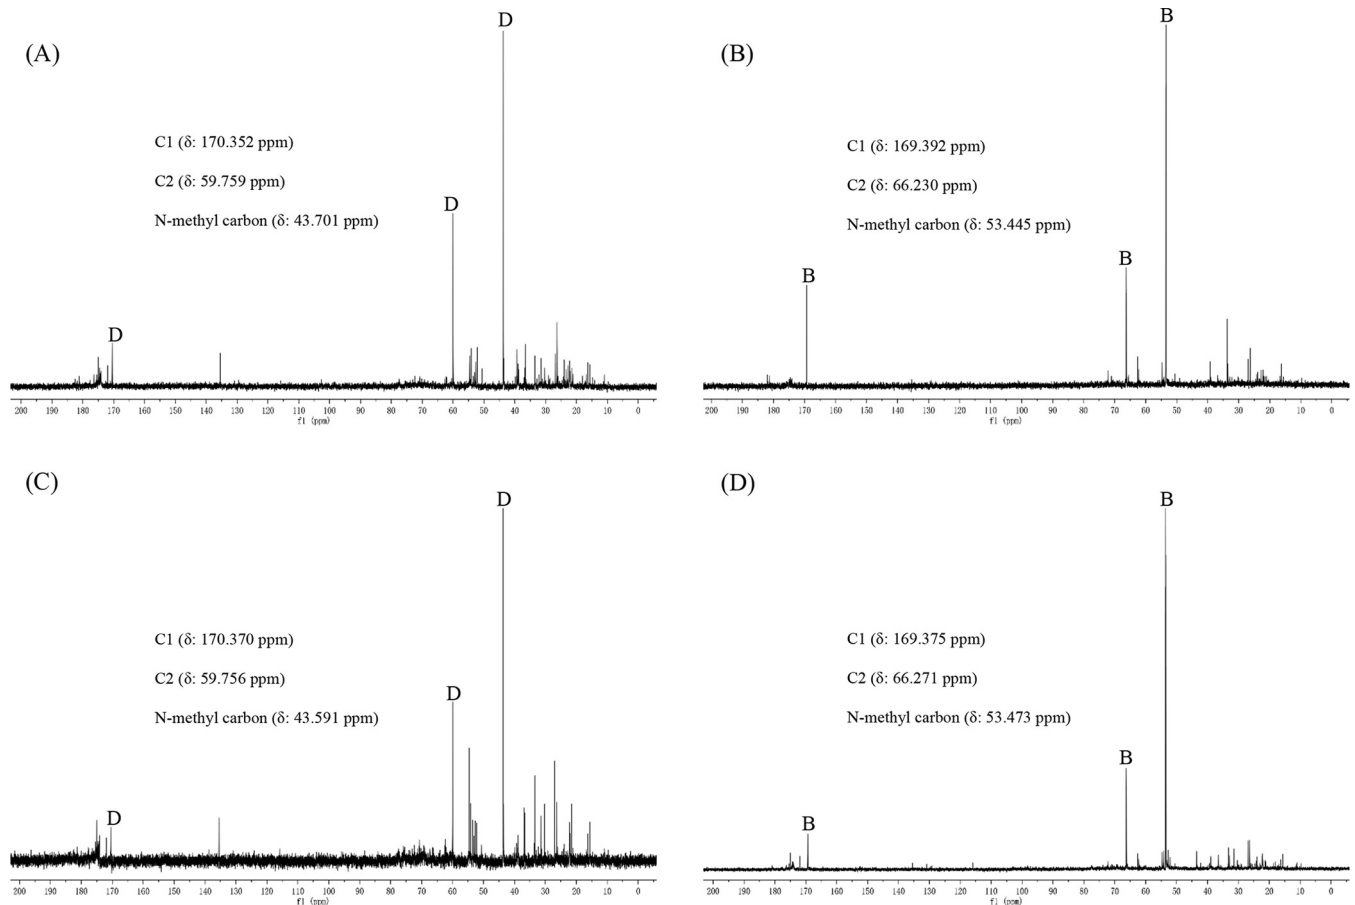 (A)
D
C1 (δ: 170.352 ppm)
C2 (δ: 59.759 ppm)
N-methyl carbon (δ: 43.701 ppm)
D
D
200 190 180 170 160 150 140 130 120 110 100 90 80 70 60 50 40 30 20 10 0
f1 (ppm)
(B)
B
C1 (δ: 169.392 ppm)
C2 (δ: 66.230 ppm)
N-methyl carbon (δ: 53.445 ppm)
B
B
200 190 180 170 160 150 140 130 120 110 100 90 80 70 60 50 40 30 20 10 0
f1 (ppm)
(C)
D
C1 (δ: 170.370 ppm)
C2 (δ: 59.756 ppm)
N-methyl carbon (δ: 43.591 ppm)
D
D
200 190 180 170 160 150 140 130 120 110 100 90 80 70 60 50 40 30 20 10 0
f1 (ppm)
(D)
B
C1 (δ: 169.375 ppm)
C2 (δ: 66.271 ppm)
N-methyl carbon (δ: 53.473 ppm)
B
B
200 190 180 170 160 150 140 130 120 110 100 90 80 70 60 50 40 30 20 10 0
f1 (ppm)